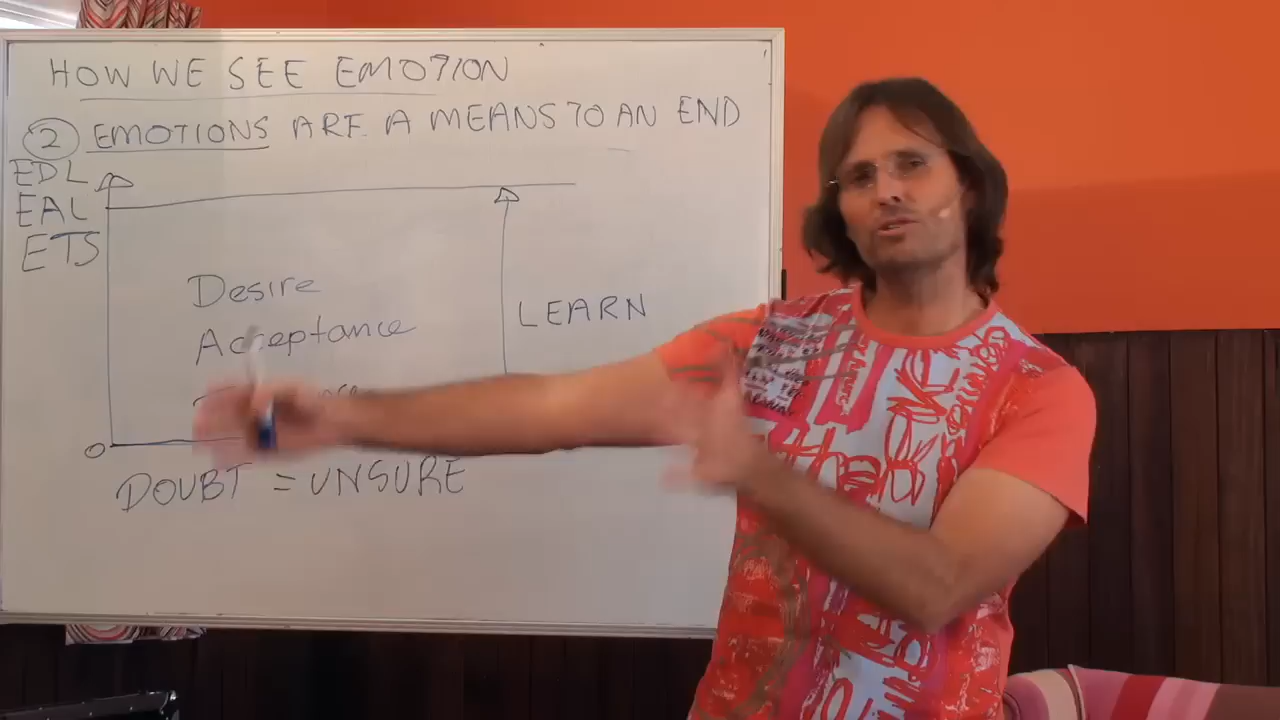 HOW WE SEE EMOTION
2 EMOTIONS ARE A MEANS TO AN END
EDL
EAL
ETS
Desire
Acceptance
LEARN
O
DOUBT = UNSURE